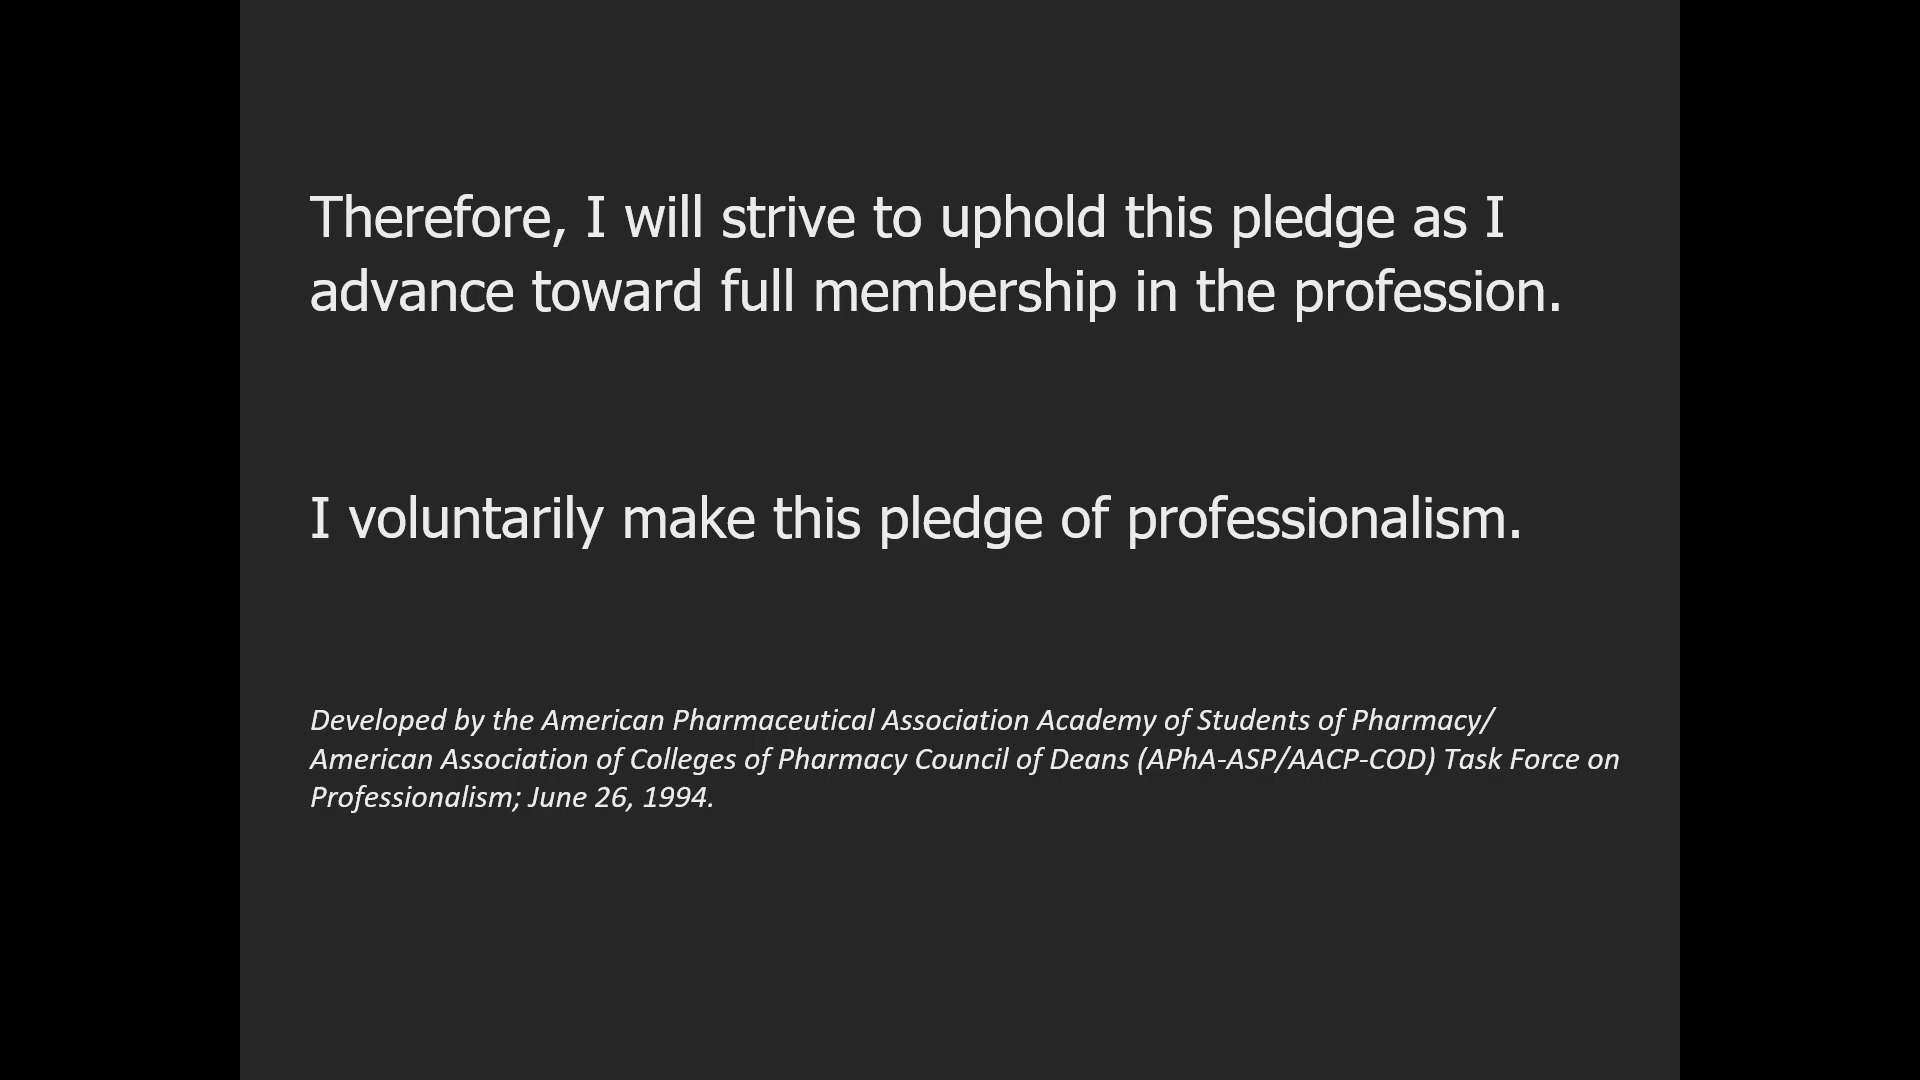 Therefore, I will strive to uphold this pledge as I
advance toward full membership in the profession.
I voluntarily make this pledge of professionalism.
Developed by the American Pharmaceutical Association Academy of Students of Pharmacy/
American Association of Colleges of Pharmacy Council of Deans (APhA-ASP/AACP-COD) Task Force on
Professionalism; June 26, 1994.